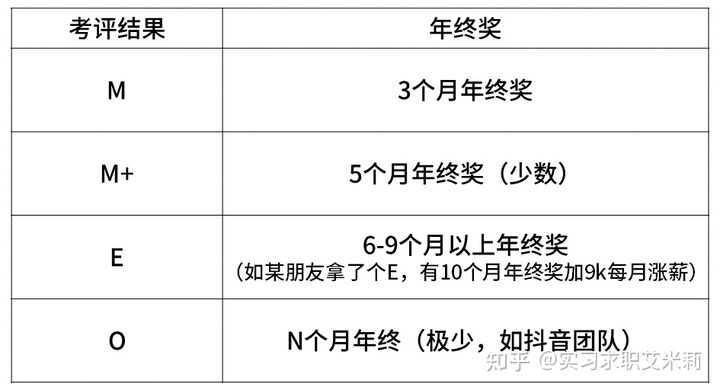 考评结果 年终奖
M 3个月年终奖
M+ 5个月年终奖（少数）
E 6-9个月以上年终奖
（如某朋友拿了个E，有10个月年终奖加9k每月涨薪）
O N个月年终（极少，如抖音团队）
知乎 @实习求职艾米莉